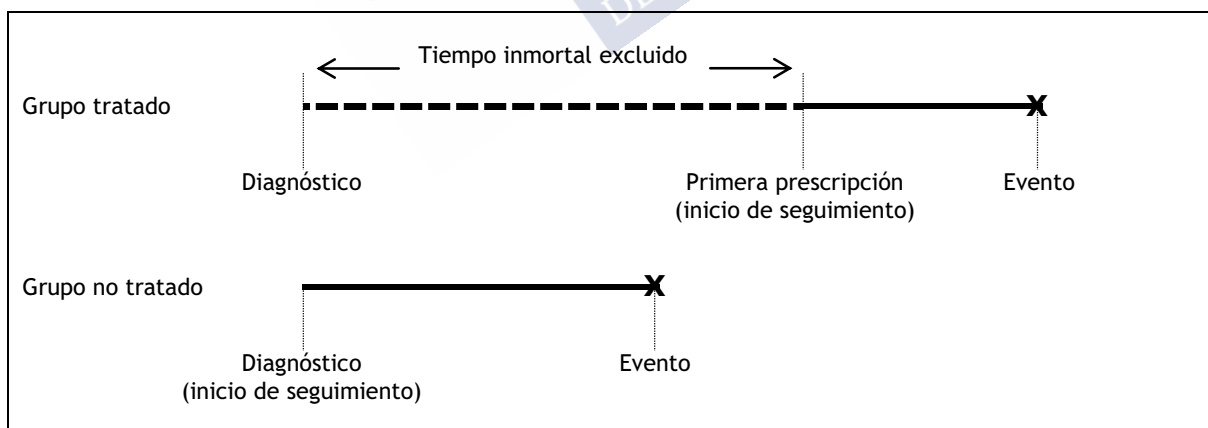 Tiempo inmortal excluido
Grupo tratado
X
Diagnóstico
Primera prescripción
(inicio de seguimiento)
Evento
Grupo no tratado
X
Diagnóstico
(inicio de seguimiento)
Evento